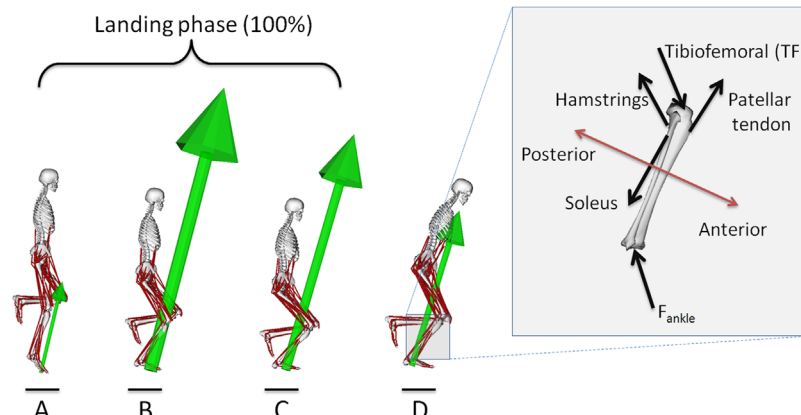 Landing phase (100%)
Tibiofemoral (TF
Hamstrings
Patellar
tendon
Posterior
Soleus
Anterior
Fankle
A
B
C
D